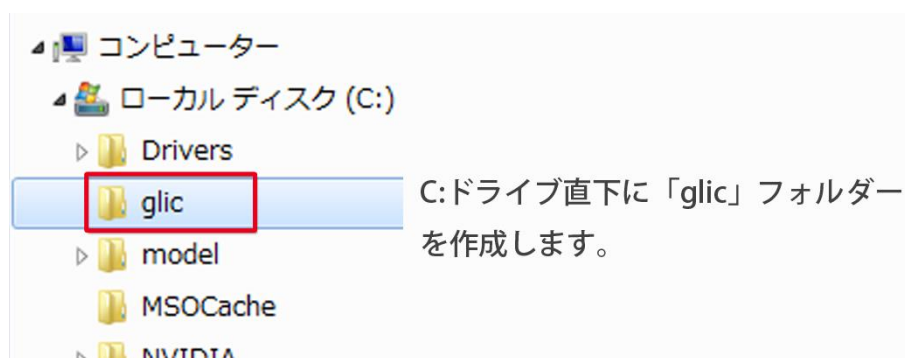 コンピューター
ローカル ディスク (C:)
Drivers
glic
C:ドライブ直下に「glic」フォルダー
を作成します。
model
MSOCache
NVIDIA